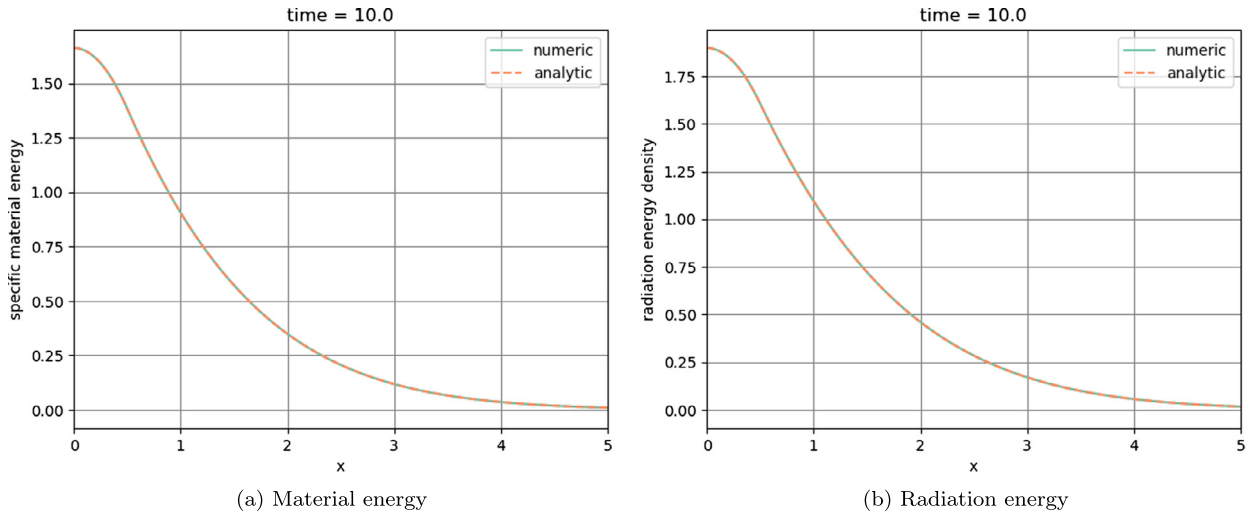 time = 10.0
numeric
analytic
1.50
1.25
1.00
0.75
0.50
0.25
0.00
specific material energy
0 1 2 3 4 5
x
(a) Material energy
time = 10.0
numeric
analytic
1.75
1.50
1.25
1.00
0.75
0.50
0.25
0.00
radiation energy density
0 1 2 3 4 5
x
(b) Radiation energy